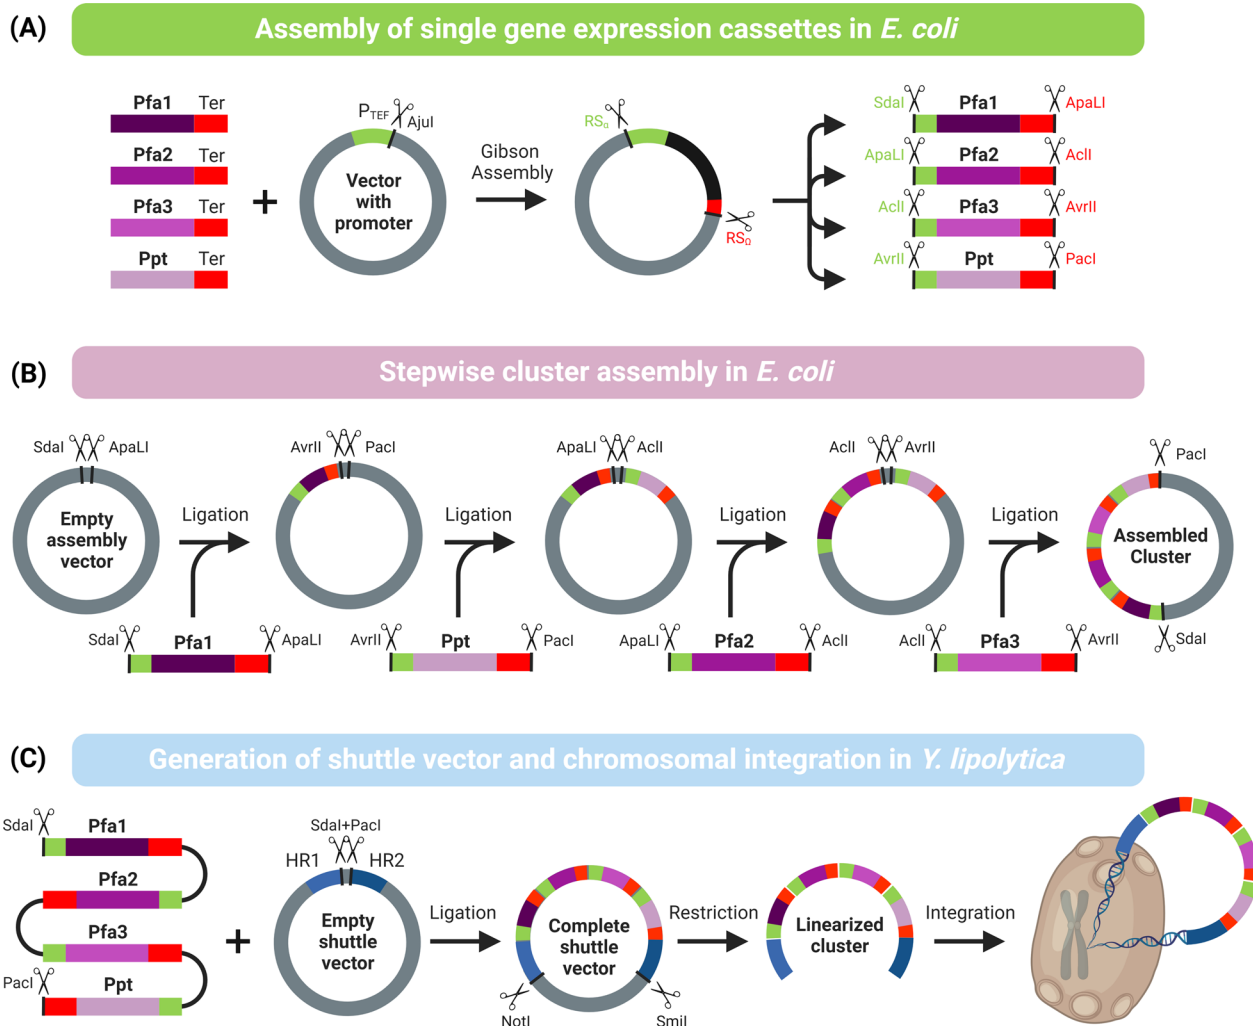 (A)
Assembly of single gene expression cassettes in E. coli
Pfa1 Ter
Pfa2 Ter
Pfa3 Ter
Ppt Ter
+
PTEF
AjuI
Vector
with
promoter
Gibson
Assembly
RSα
RSΩ
SdaI Pfa1 ApaLI
ApaLI Pfa2 AclI
AclI Pfa3 AvrII
AvrII Ppt PacI
(B)
Stepwise cluster assembly in E. coli
SdaI ApaLI
Empty
assembly
vector
Ligation
SdaI Pfa1 ApaLI
AvrII PacI
Ligation
AvrII Ppt PacI
ApaLI AclI
Ligation
ApaLI Pfa2 AclI
AclI AvrII
Ligation
AclI Pfa3 AvrII
PacI
Assembled
Cluster
SdaI
(C)
Generation of shuttle vector and chromosomal integration in Y. lipolytica
SdaI Pfa1
Pfa2
Pfa3
PacI Ppt
+
SdaI+PacI
HR1 HR2
Empty
shuttle
vector
Ligation
Complete
shuttle
vector
NotI SmiI
Restriction
Linearized
cluster
Integration